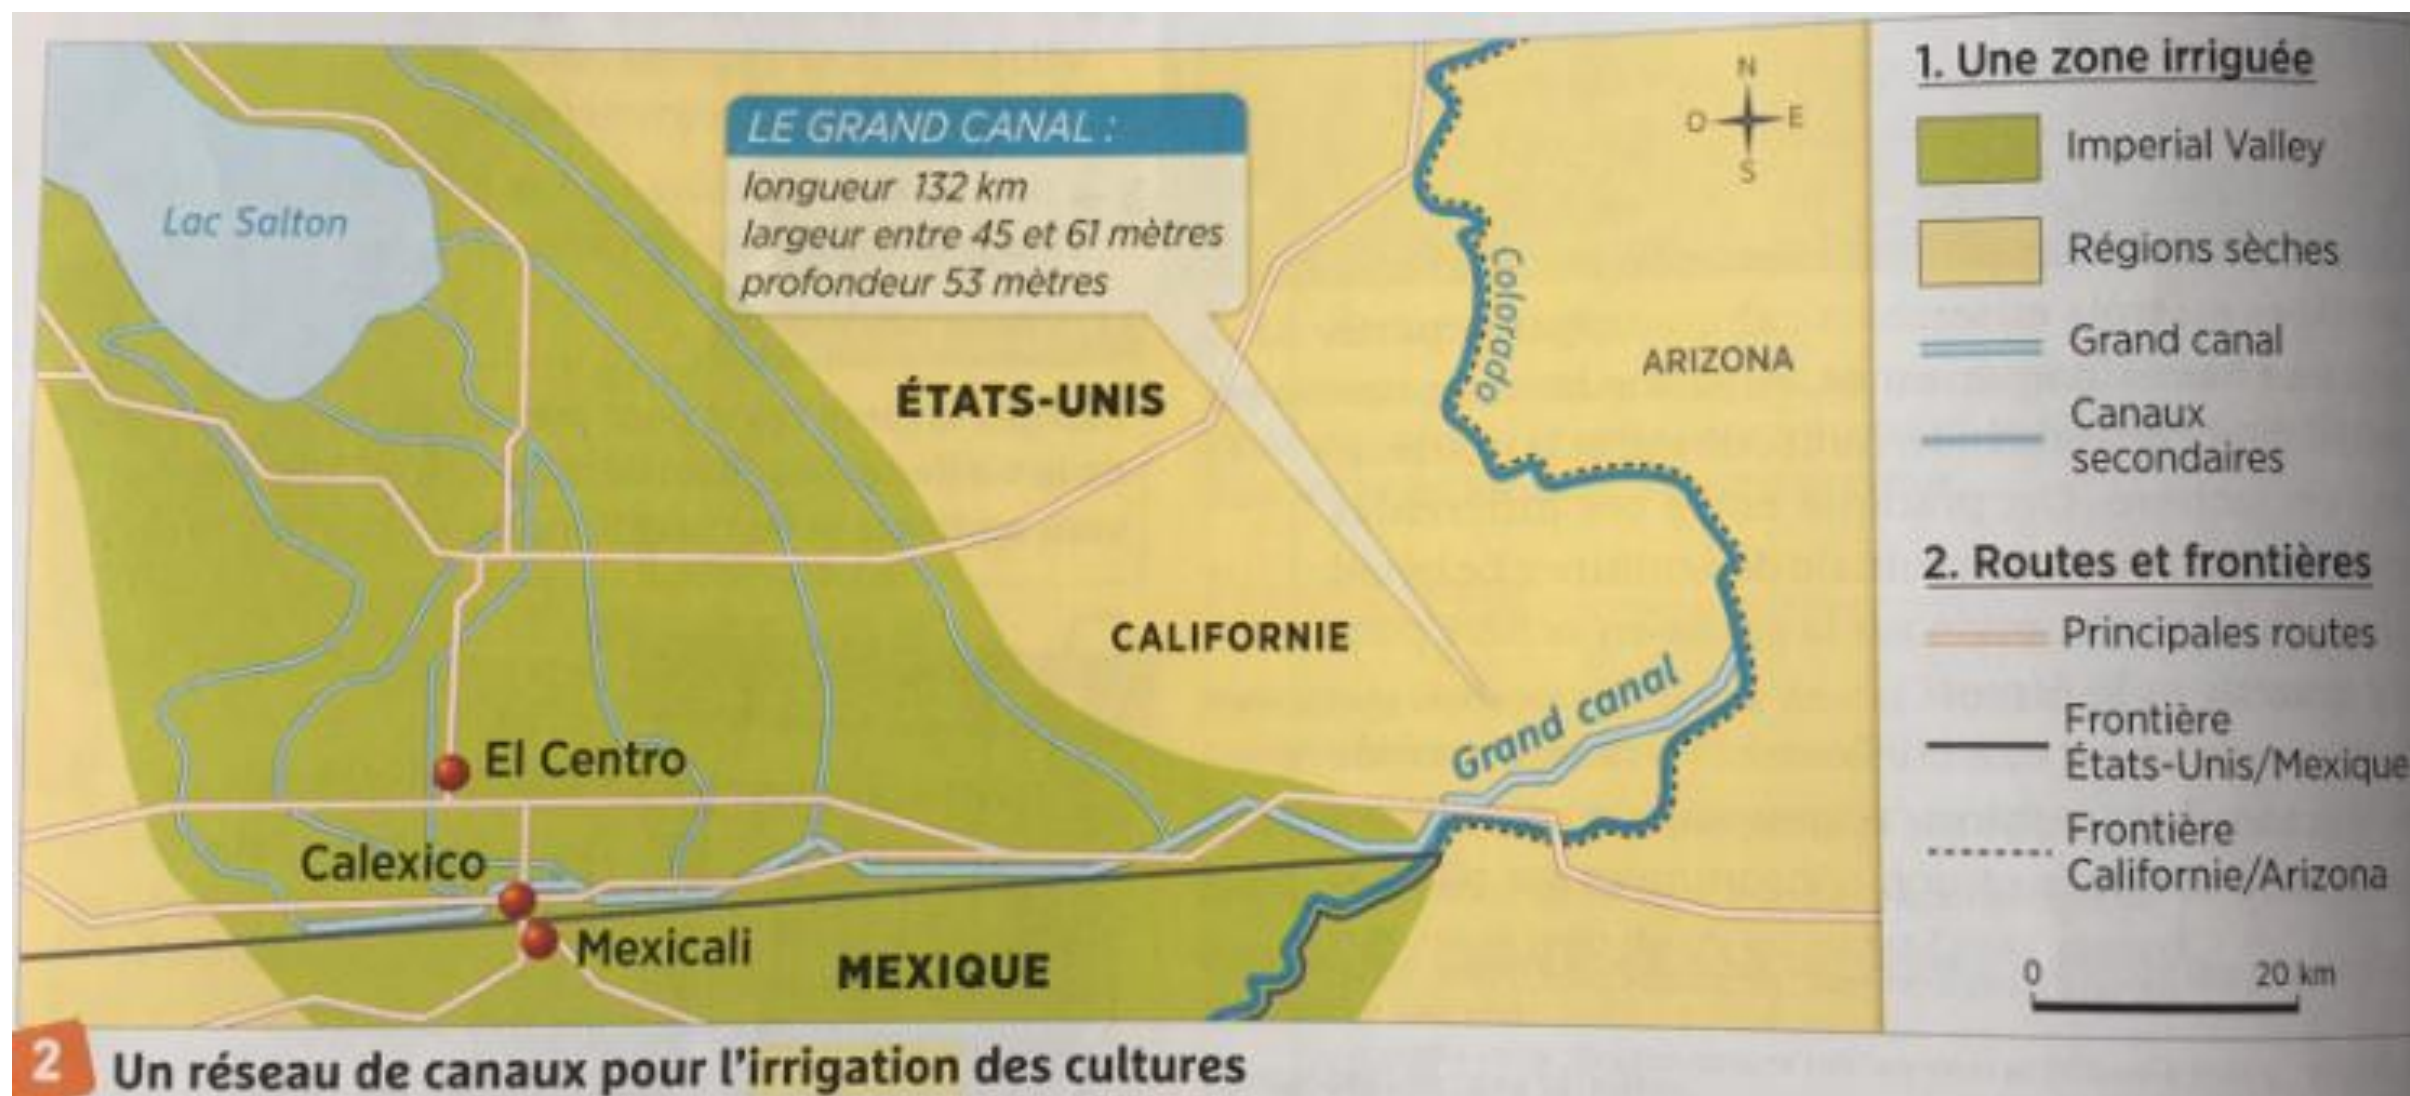 Lac Salton
LE GRAND CANAL :
longueur 132 km
largeur entre 45 et 61 mètres
profondeur 53 mètres
N
O
E
S
Colorado
ARIZONA
ÉTATS-UNIS
CALIFORNIE
Grand canal
El Centro
Calexico
Mexicali
MEXIQUE
1. Une zone irriguée
Imperial Valley
Régions sèches
Grand canal
Canaux
secondaires
2. Routes et frontières
Principales routes
Frontière
États-Unis/Mexique
Frontière
Californie/Arizona
0
20 km
2 Un réseau de canaux pour l'irrigation des cultures